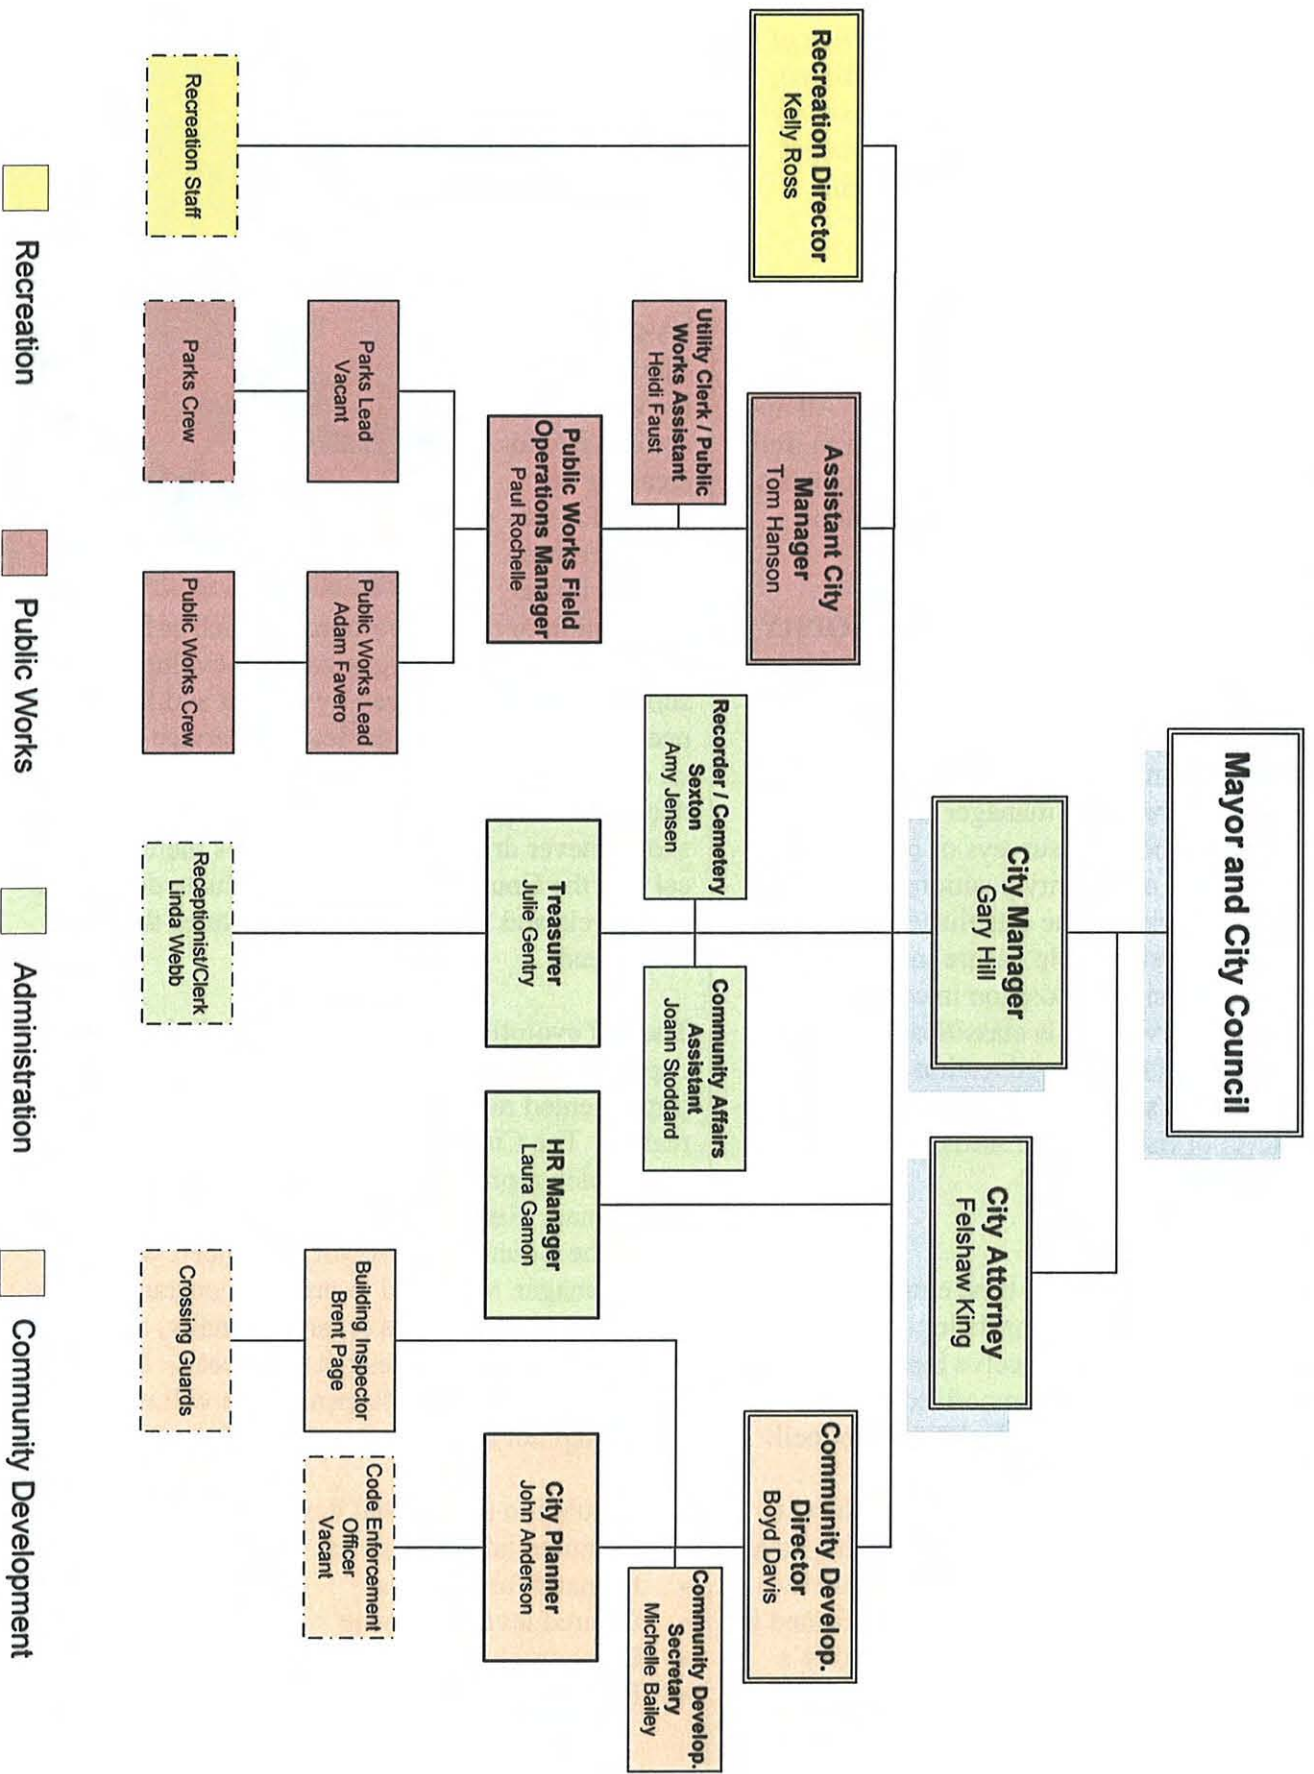 Mayor and City Council
City Manager
Gary Hill
City Attorney
Felshaw King
Recreation Director
Kelly Ross
Assistant City
Manager
Tom Hanson
Community Develop.
Director
Boyd Davis
Utility Clerk / Public
Works Assistant
Heidi Faust
Recorder / Cemetery
Sexton
Amy Jensen
Community Affairs
Assistant
Joann Stoddard
Community Develop.
Secretary
Michelle Bailey
Public Works Field
Operations Manager
Paul Rochelle
Treasurer
Julie Gentry
HR Manager
Laura Gamon
City Planner
John Anderson
Parks Lead
Vacant
Public Works Lead
Adam Favero
Building Inspector
Brent Page
Code Enforcement
Officer
Vacant
Recreation Staff
Parks Crew
Public Works Crew
Receptionist/Clerk
Linda Webb
Crossing Guards
Recreation
Public Works
Administration
Community Development